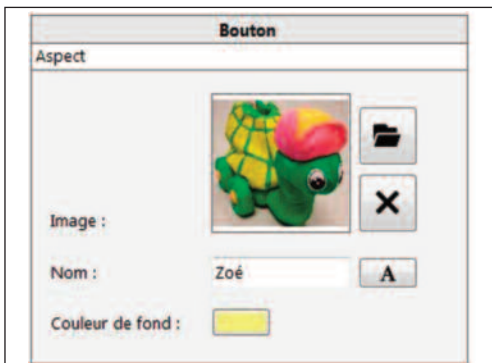 Bouton
Aspect
Image :
Nom :
Zoé
A
Couleur de fond :